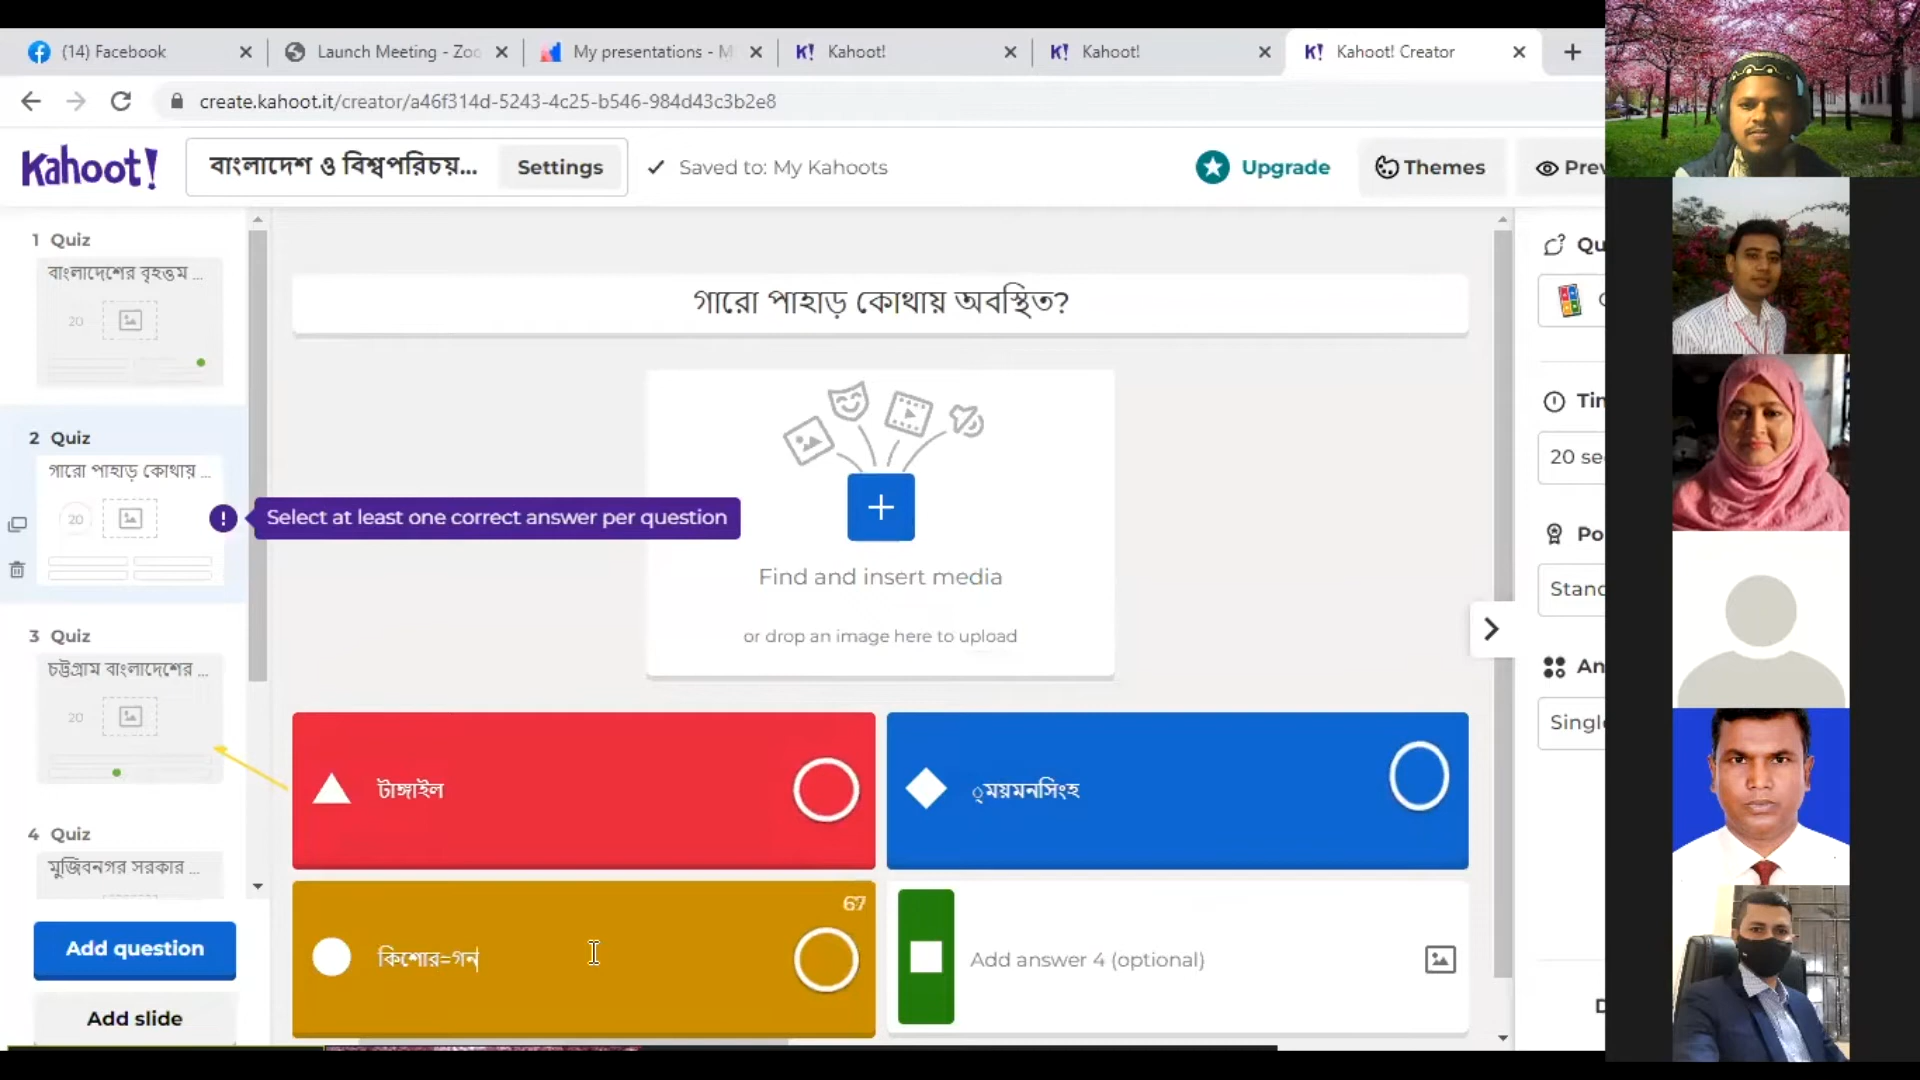 (14) Facebook
Launch Meeting - Zoo
My presentations - M
K! Kahoot!
K! Kahoot!
K! Kahoot! Creator
create.kahoot.it/creator/a46f314d-5243-4c25-b546-984d43c3b2e8
Kahoot!
বাংলাদেশ ও বিশ্বপরিচয়...
Settings
Saved to: My Kahoots
Upgrade
Themes
Prev
1 Quiz
বাংলাদেশের বৃহত্তম ...
20
2 Quiz
গারো পাহাড় কোথায় ...
20
Select at least one correct answer per question
3 Quiz
চট্টগ্রাম বাংলাদেশের ...
20
4 Quiz
মুজিবনগর সরকার ...
Add question
Add slide
গারো পাহাড় কোথায় অবস্থিত?
Find and insert media
or drop an image here to upload
টাঙ্গাইল
্ময়মনসিংহ
67
কিশোর=গন
Add answer 4 (optional)
Qu
Tim
20 se
Po
Stand
An
Singl